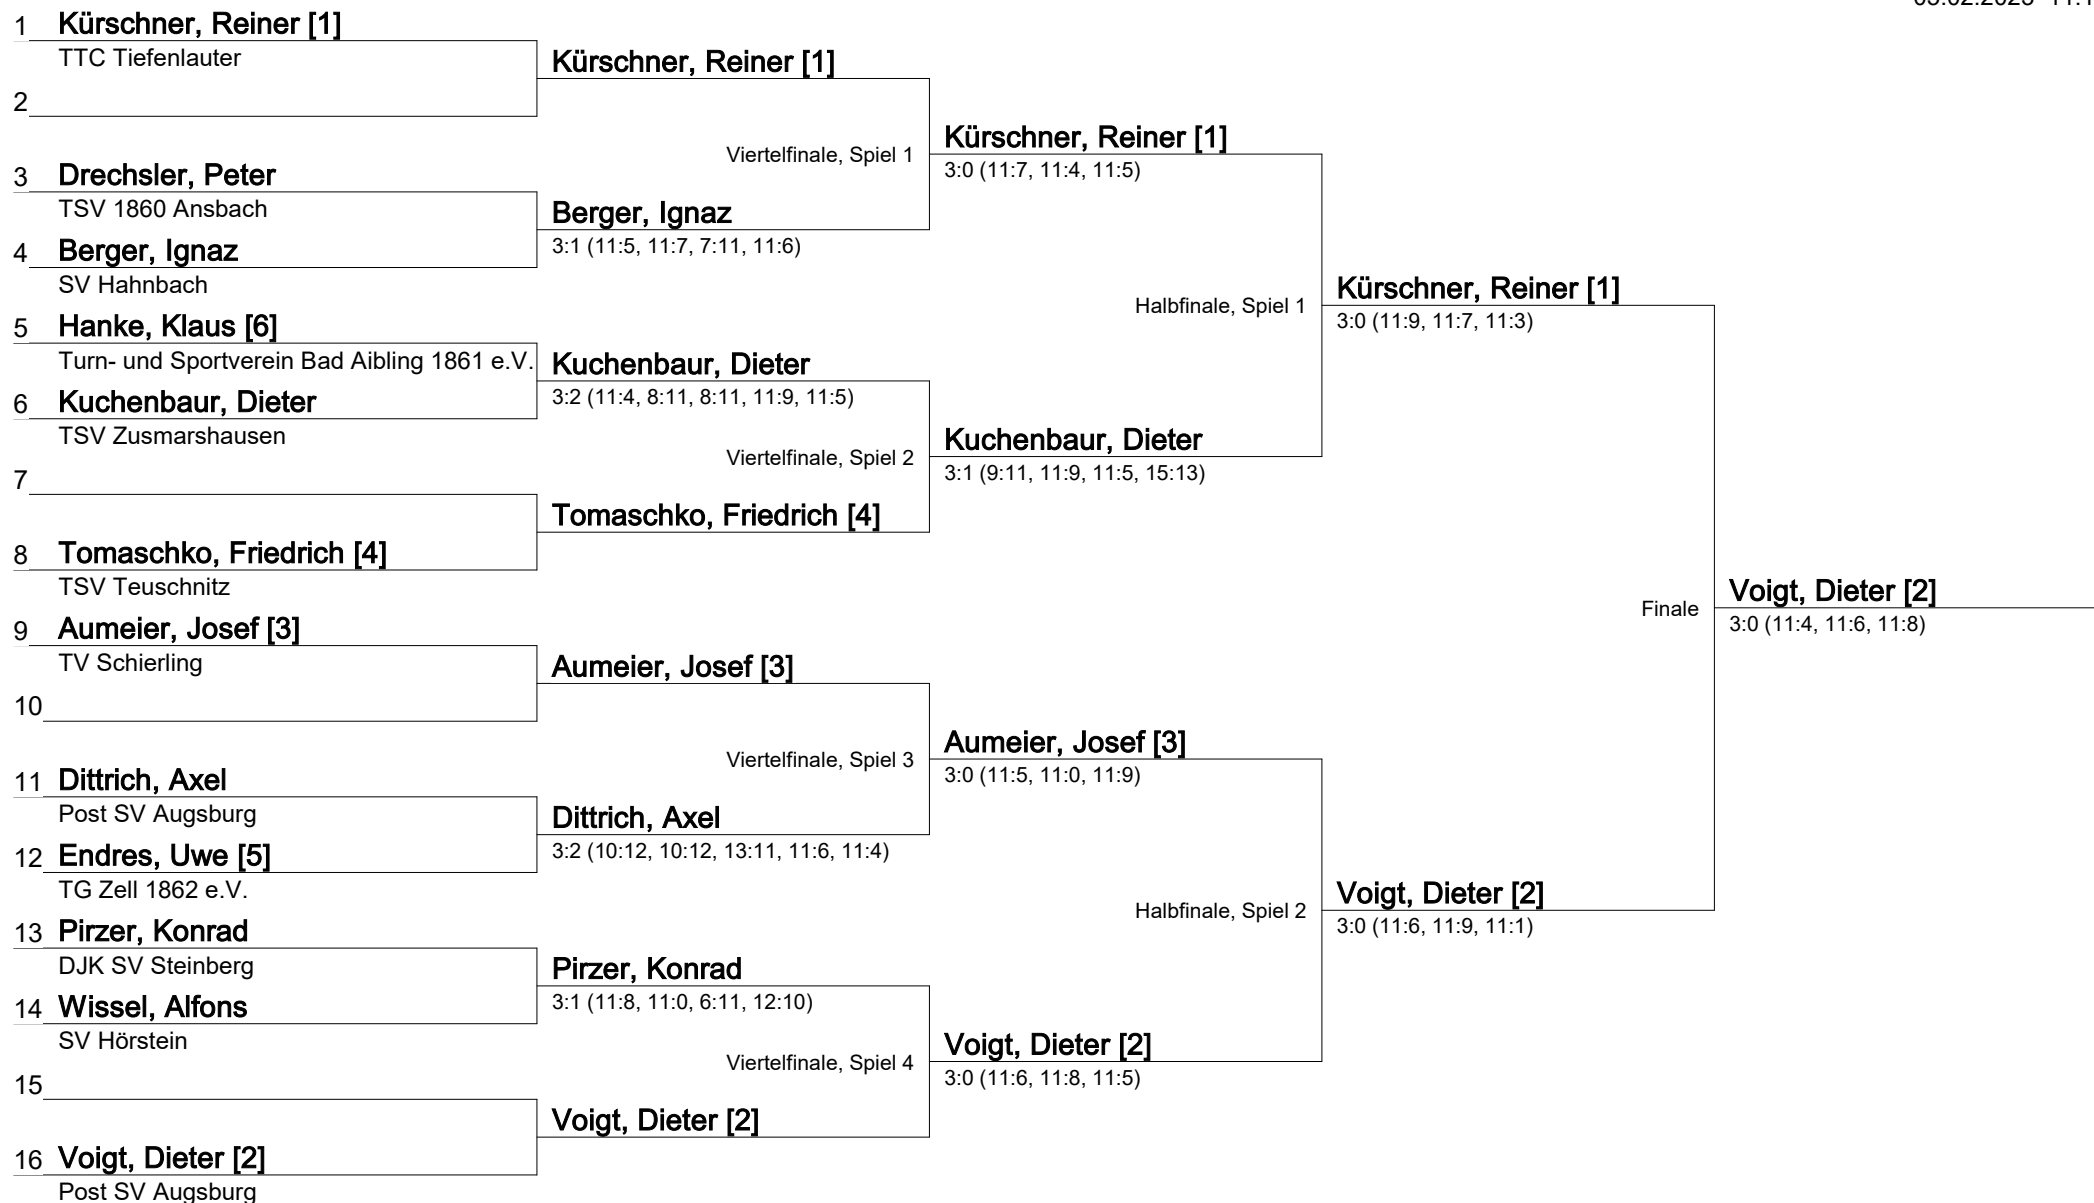 1 Kürschner, Reiner [1]
TTC Tiefenlauter
Kürschner, Reiner [1]
2
Viertelfinale, Spiel 1
Kürschner, Reiner [1]
3:0 (11:7, 11:4, 11:5)
3 Drechsler, Peter
TSV 1860 Ansbach
Berger, Ignaz
3:1 (11:5, 11:7, 7:11, 11:6)
4 Berger, Ignaz
SV Hahnbach
Halbfinale, Spiel 1
Kürschner, Reiner [1]
3:0 (11:9, 11:7, 11:3)
5 Hanke, Klaus [6]
Turn- und Sportverein Bad Aibling 1861 e.V.
Kuchenbaur, Dieter
3:2 (11:4, 8:11, 8:11, 11:9, 11:5)
6 Kuchenbaur, Dieter
TSV Zusmarshausen
Viertelfinale, Spiel 2
Kuchenbaur, Dieter
3:1 (9:11, 11:9, 11:5, 15:13)
7
Tomaschko, Friedrich [4]
8 Tomaschko, Friedrich [4]
TSV Teuschnitz
Finale
Voigt, Dieter [2]
3:0 (11:4, 11:6, 11:8)
9 Aumeier, Josef [3]
TV Schierling
Aumeier, Josef [3]
10
Viertelfinale, Spiel 3
Aumeier, Josef [3]
3:0 (11:5, 11:0, 11:9)
11 Dittrich, Axel
Post SV Augsburg
Dittrich, Axel
3:2 (10:12, 10:12, 13:11, 11:6, 11:4)
12 Endres, Uwe [5]
TG Zell 1862 e.V.
Halbfinale, Spiel 2
Voigt, Dieter [2]
3:0 (11:6, 11:9, 11:1)
13 Pirzer, Konrad
DJK SV Steinberg
Pirzer, Konrad
3:1 (11:8, 11:0, 6:11, 12:10)
14 Wissel, Alfons
SV Hörstein
Viertelfinale, Spiel 4
Voigt, Dieter [2]
3:0 (11:6, 11:8, 11:5)
15
Voigt, Dieter [2]
16 Voigt, Dieter [2]
Post SV Augsburg